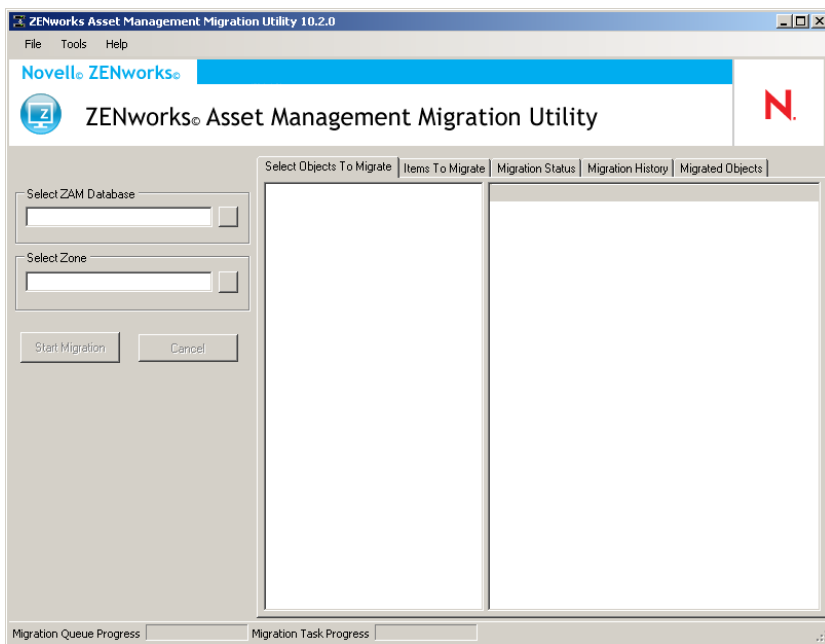 ZENworks Asset Management Migration Utility 10.2.0
File Tools Help
Novell© ZENworks©
ZENworks© Asset Management Migration Utility
N.
Select Objects To Migrate Items To Migrate Migration Status Migration History Migrated Objects
Select ZAM Database
Select Zone
Start Migration Cancel
Migration Queue Progress Migration Task Progress